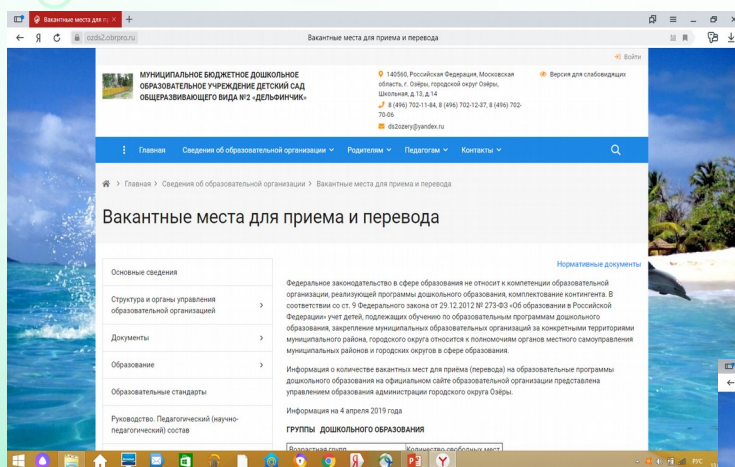 Вакантные места для пр
ozds2.obrpro.ru
Вакантные места для приема и перевода
Войти
МУНИЦИПАЛЬНОЕ БЮДЖЕТНОЕ ДОШКОЛЬНОЕ
ОБРАЗОВАТЕЛЬНОЕ УЧРЕЖДЕНИЕ ДЕТСКИЙ САД
ОБЩЕРАЗВИВАЮЩЕГО ВИДА №2 «ДЕЛЬФИНЧИК»
140560, Российская Федерация, Московская
область, г. Озёры, городской округ Озёры,
Школьная, д.13, д.14
8 (496) 702-11-84, 8 (496) 702-12-37, 8 (496) 702-
70-06
ds2ozery@yandex.ru
Версия для слабовидящих
Главная Сведения об образовательной организации Родителям Педагогам Контакты
> Главная > Сведения об образовательной организации > Вакантные места для приема и перевода
Вакантные места для приема и перевода
Основные сведения
Структура и органы управления
образовательной организацией
Документы
Образование
Образовательные стандарты
Руководство. Педагогический (научно-
педагогический) состав
Нормативные документы
Федеральное законодательство в сфере образования не относит к компетенции образовательной
организации, реализующей программы дошкольного образования, комплектование контингента. В
соответствии со ст. 9 Федерального закона от 29.12.2012 № 273-ФЗ «Об образовании в Российской
Федерации» учет детей, подлежащих обучению по образовательным программам дошкольного
образования, закрепление муниципальных образовательных организаций за конкретными территориями
муниципального района, городского округа относится к полномочиям органов местного самоуправления
муниципальных районов и городских округов в сфере образования.
Информация о количестве вакантных мест для приёма (перевода) на образовательные программы
дошкольного образования на официальном сайте образовательной организации представлена
управлением образования администрации городского округа Озёры.
Информация на 4 апреля 2019 года
ГРУППЫ ДОШКОЛЬНОГО ОБРАЗОВАНИЯ
Возрастная групп Количество свободных мест
РУС